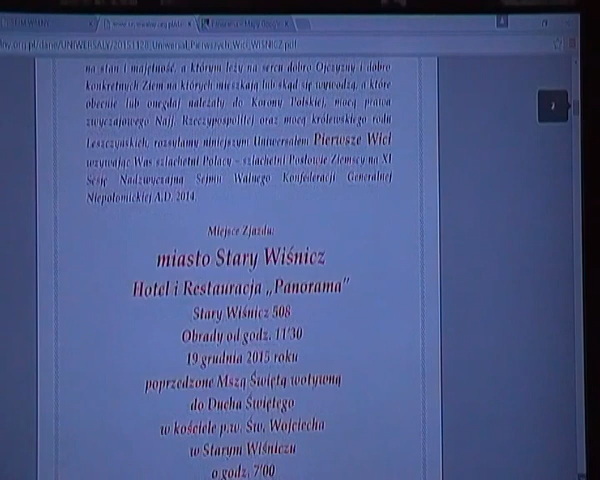 na stan i majętność, a którym leży na sercu dobro Ojczyzny i dobro
konkretnych Ziem na których mieszkają lub skąd się wywodzą, a które
obecnie lub onegdaj należały do Korony Polskiej, mocą prawa
zwyczajowego Najj. Rzeczypospolitej oraz mocą królewskiego rodu
Leszczyńskich, rozsyłamy niniejszym Uniwersałem Pierwsze Wici
wzywając Was szlachetni Polacy – szlachetni Posłowie Ziemscy na XI
Sesję Nadzwyczajną Sejmu Walnego Konfederacji Generalnej
Niepołomickiej A.D. 2014.
Miejsce Zjazdu:
miasto Stary Wiśnicz
Hotel i Restauracja „Panorama”
Stary Wiśnicz 508
Obrady od godz. 11'30
19 grudnia 2015 roku
poprzedzone Mszą Świętą wotywną
do Ducha Świętego
w kościele p.w. Św. Wojciecha
w Starym Wiśniczu
o godz. 7'00